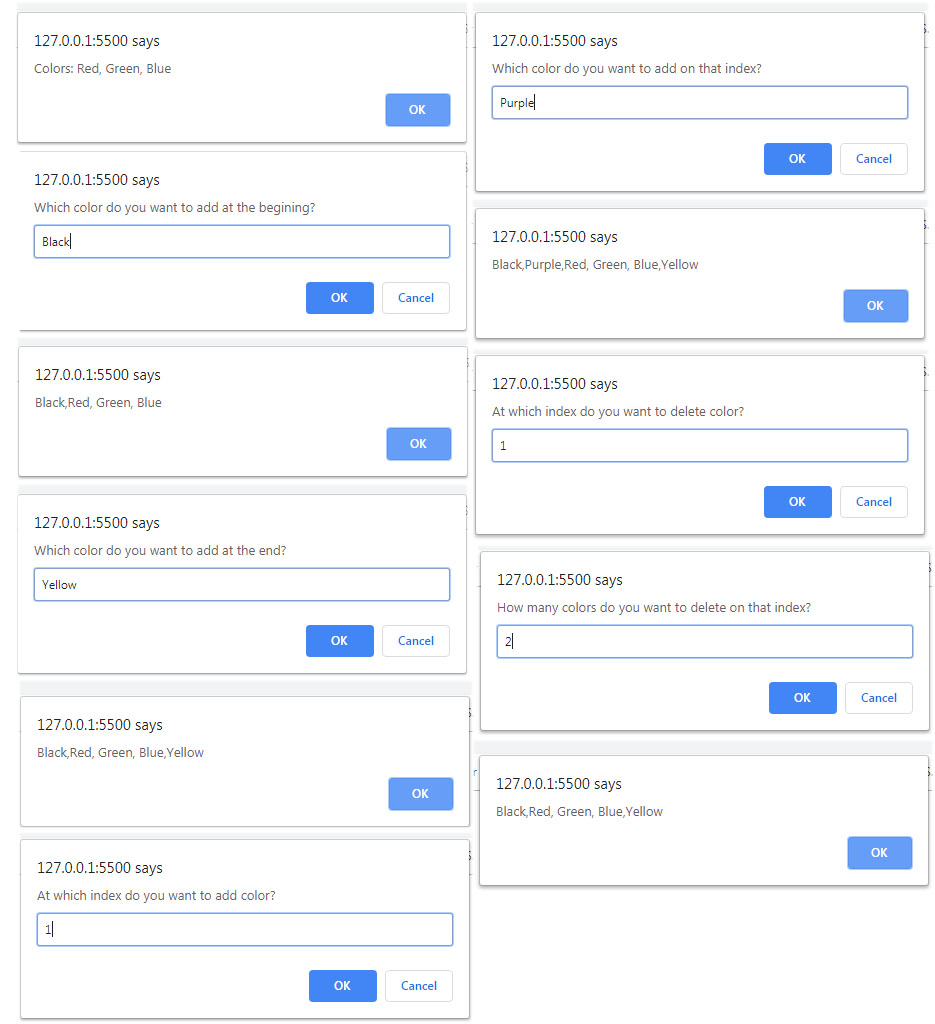 127.0.0.1:5500 says
Colors: Red, Green, Blue
OK
127.0.0.1:5500 says
Which color do you want to add at the begining?
Black
OK Cancel
127.0.0.1:5500 says
Black,Red, Green, Blue
OK
127.0.0.1:5500 says
Which color do you want to add at the end?
Yellow
OK Cancel
127.0.0.1:5500 says
Black,Red, Green, Blue,Yellow
OK
127.0.0.1:5500 says
At which index do you want to add color?
1
OK Cancel
127.0.0.1:5500 says
Which color do you want to add on that index?
Purple
OK Cancel
127.0.0.1:5500 says
Black,Purple,Red, Green, Blue,Yellow
OK
127.0.0.1:5500 says
At which index do you want to delete color?
1
OK Cancel
127.0.0.1:5500 says
How many colors do you want to delete on that index?
2
OK Cancel
127.0.0.1:5500 says
Black,Red, Green, Blue,Yellow
OK